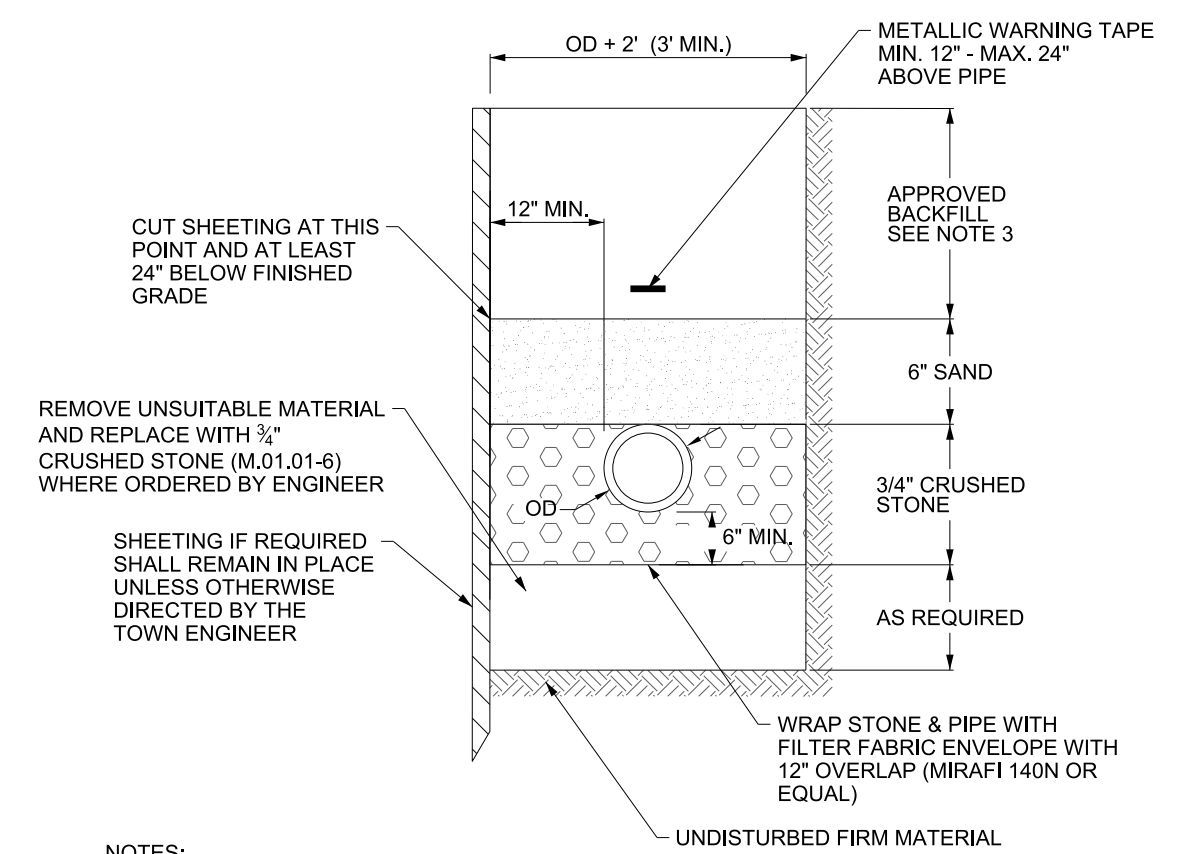 OD + 2' (3' MIN.)
METALLIC WARNING TAPE
MIN. 12" - MAX. 24"
ABOVE PIPE
12" MIN.
APPROVED
BACKFILL
SEE NOTE 3
CUT SHEETING AT THIS
POINT AND AT LEAST
24" BELOW FINISHED
GRADE
6" SAND
REMOVE UNSUITABLE MATERIAL
AND REPLACE WITH ¾"
CRUSHED STONE (M.01.01-6)
WHERE ORDERED BY ENGINEER
OD
6" MIN.
3/4" CRUSHED
STONE
SHEETING IF REQUIRED
SHALL REMAIN IN PLACE
UNLESS OTHERWISE
DIRECTED BY THE
TOWN ENGINEER
AS REQUIRED
WRAP STONE & PIPE WITH
FILTER FABRIC ENVELOPE WITH
12" OVERLAP (MIRAFI 140N OR
EQUAL)
UNDISTURBED FIRM MATERIAL
NOTES: